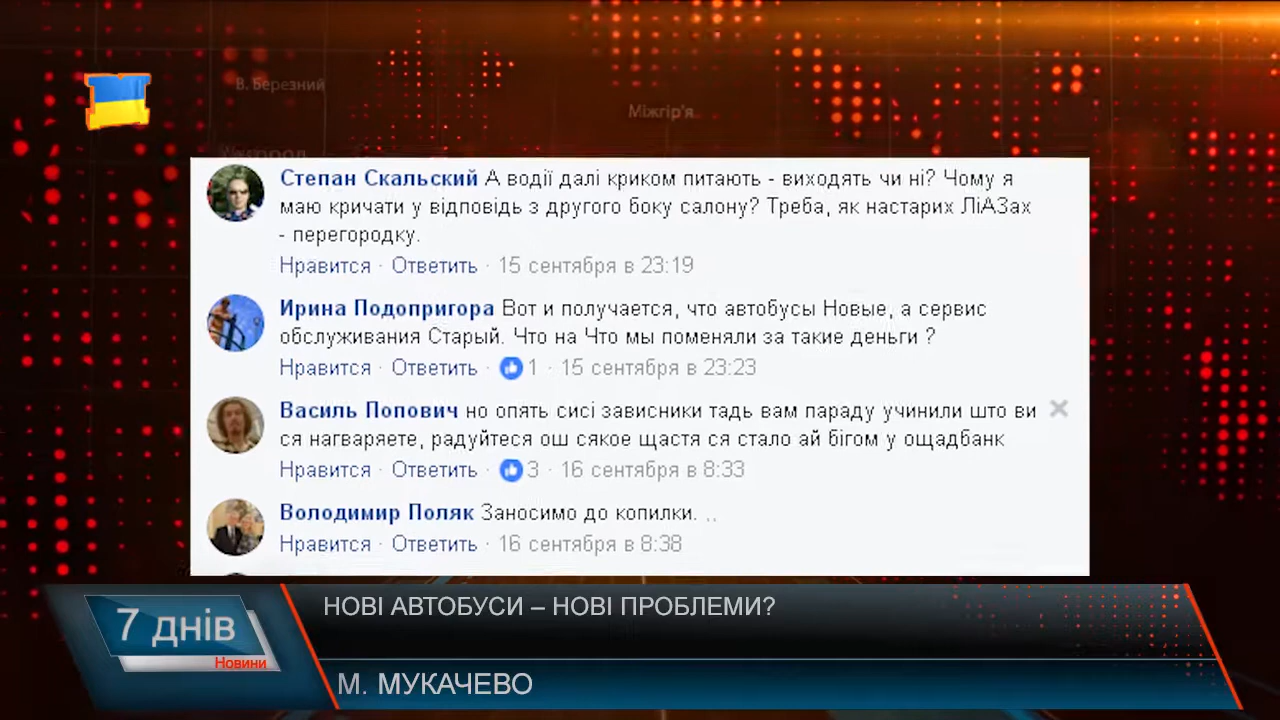 В. Березний
Міжгір'я
Степан Скальский А водії далі криком питають - виходять чи ні? Чому я
маю кричати у відповідь з другого боку салону? Треба, як настарих ЛіАЗах
- перегородку.
Нравится · Ответить · 15 сентября в 23:19
Ирина Подопригора Вот и получается, что автобусы Новые, а сервис
обслуживания Старый. Что на Что мы поменяли за такие деньги ?
Нравится · Ответить · 1 · 15 сентября в 23:23
Василь Попович но опять сисі зависники тадь вам параду учинили што ви
ся нагваряете, радуйтеся ош сякое щастя ся стало ай бігом у ощадбанк
Нравится · Ответить · 3 · 16 сентября в 8:33
Володимир Поляк Заносимо до копилки. ..
Нравится · Ответить · 16 сентября в 8:38
7 днів
Новини
НОВІ АВТОБУСИ – НОВІ ПРОБЛЕМИ?
М. МУКАЧЕВО